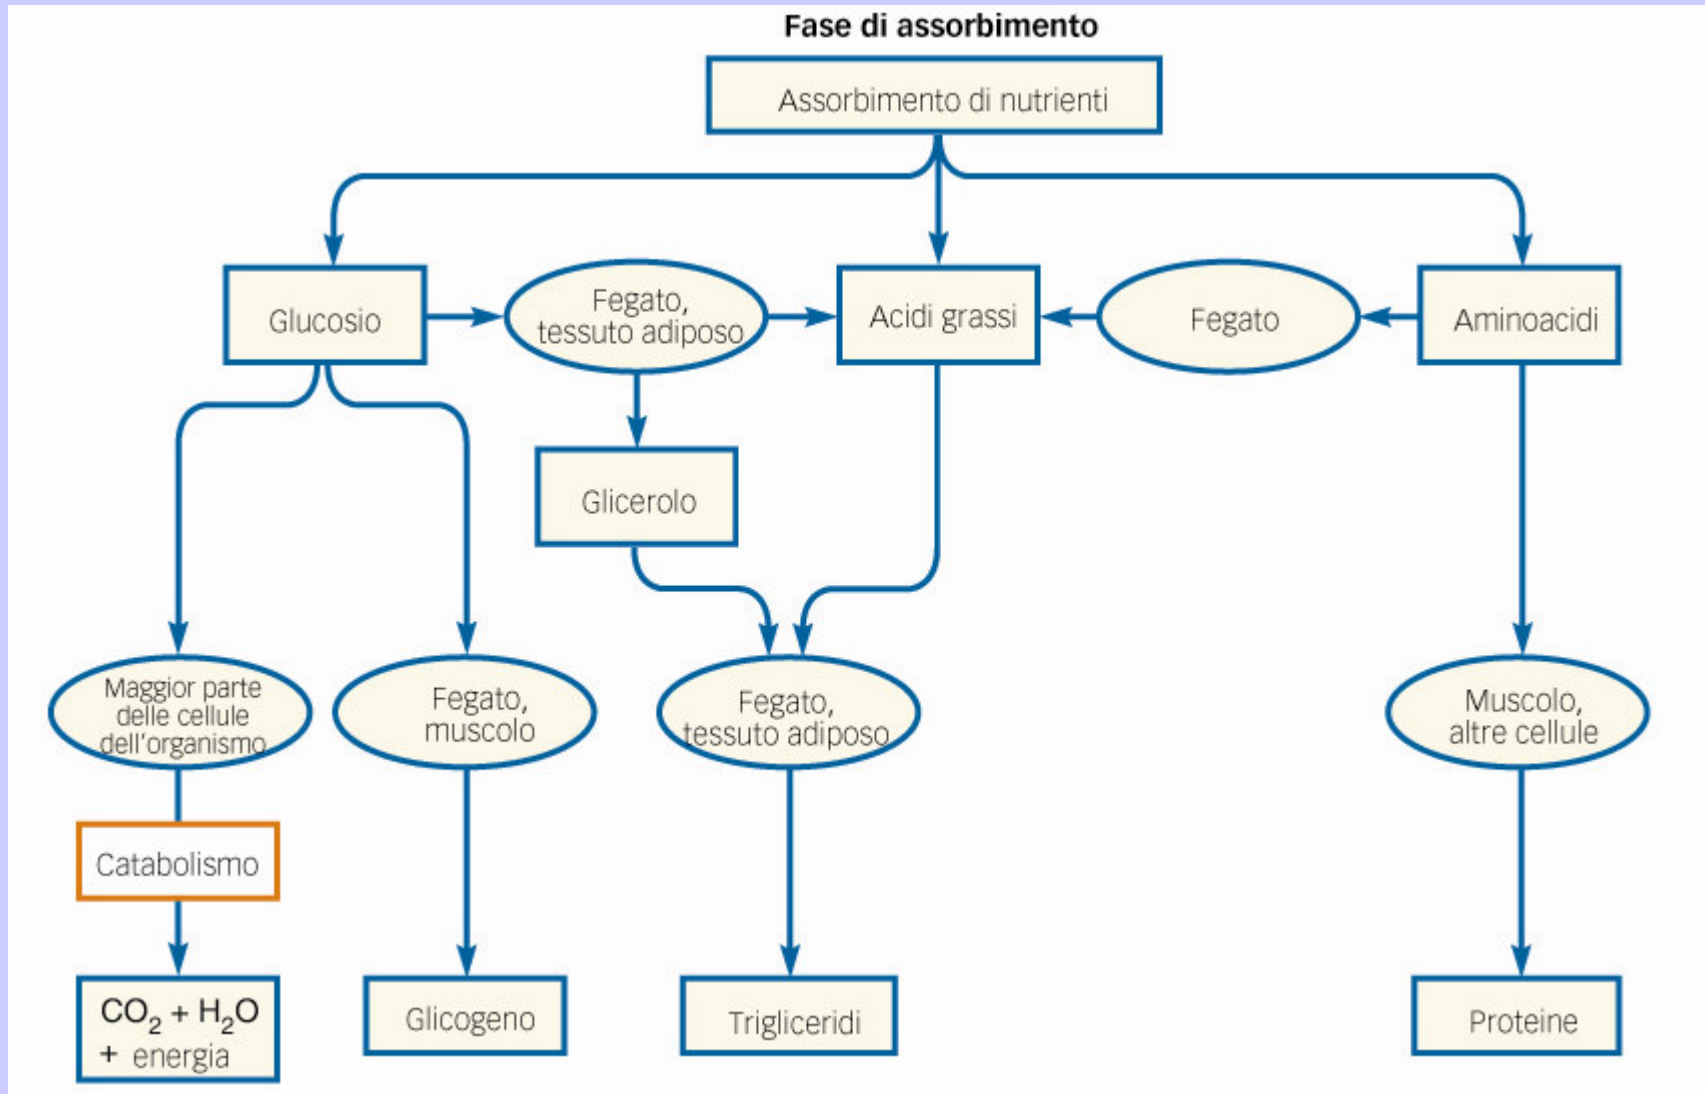 Fase di assorbimento
Assorbimento di nutrienti
Glucosio
Fegato,
tessuto adiposo
Acidi grassi
Fegato
Aminoacidi
Glicerolo
Maggior parte
delle cellule
dell'organismo
Fegato,
muscolo
Fegato,
tessuto adiposo
Muscolo,
altre cellule
Catabolismo
CO₂ + H₂O
+ energia
Glicogeno
Trigliceridi
Proteine